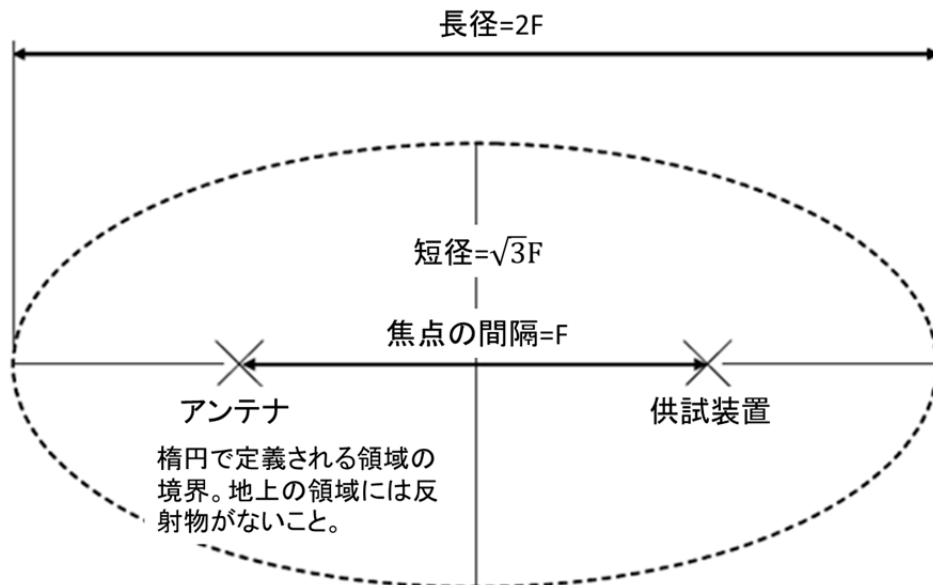 長径=2F
短径=√3F
焦点の間隔=F
アンテナ
供試装置
楕円で定義される領域の
境界。地上の領域には反
射物がないこと。